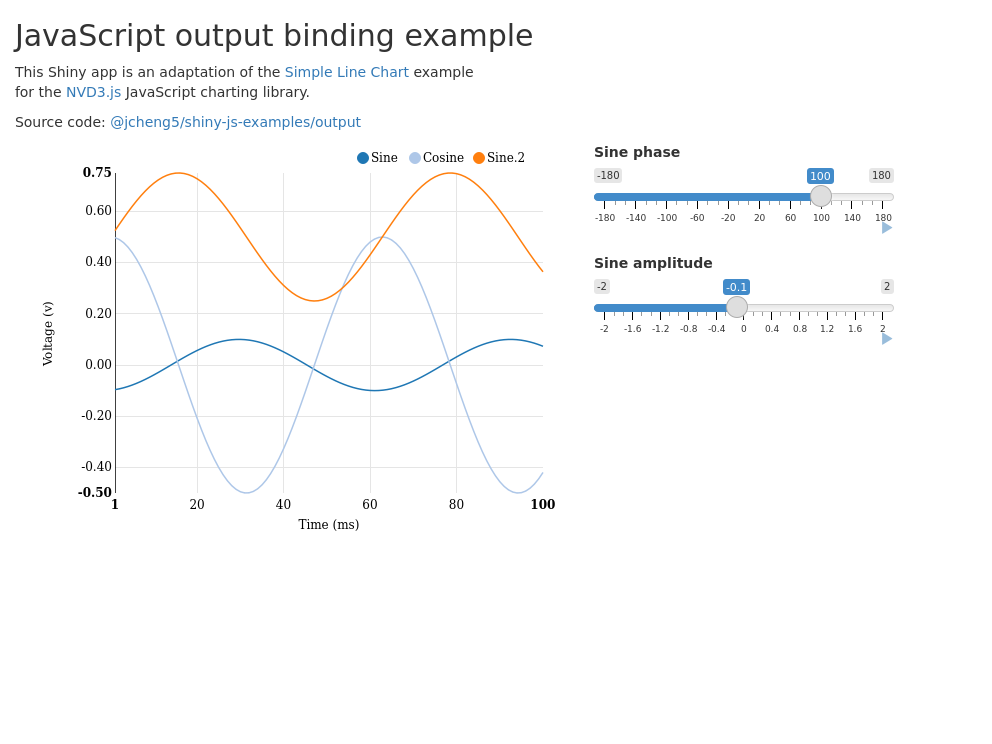 JavaScript output binding example
This Shiny app is an adaptation of the Simple Line Chart example
for the NVD3.js JavaScript charting library.
Source code: @jcheng5/shiny-js-examples/output
Sine Cosine Sine.2
0.75
0.60
0.40
0.20
0.00
-0.20
-0.40
-0.50
Voltage (v)
1 20 40 60 80 100
Time (ms)
Sine phase
-180 100 180
-180 -140 -100 -60 -20 20 60 100 140 180
Sine amplitude
-2 -0.1 2
-2 -1.6 -1.2 -0.8 -0.4 0 0.4 0.8 1.2 1.6 2